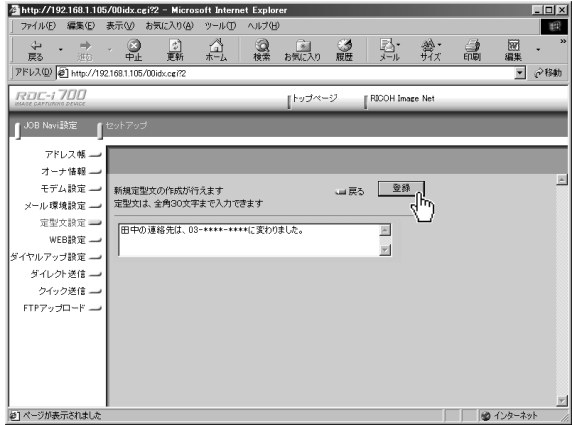 http://192.168.1.105/00idx.cgi?2 - Microsoft Internet Explorer
ファイル(F) 編集(E) 表示(V) お気に入り(A) ツール(T) ヘルプ(H)
戻る 進む 中止 更新 ホーム 検索 お気に入り 履歴 メール サイズ 印刷 編集
アドレス(D) http://192.168.1.105/00idx.cgi?2 移動
RDC-i 700
IMAGE CAPTURING DEVICE
トップページ RICOH Image Net
JOB Navi設定 セットアップ
アドレス帳
オーナ情報
モデム設定
メール環境設定
定型文設定
WEB設定
ダイヤルアップ設定
ダイレクト送信
クイック送信
FTPアップロード
新規定型文の作成が行えます 戻る 登録
定型文は、全角30文字まで入力できます
田中の連絡先は、03-****-****に変わりました。
ページが表示されました インターネット